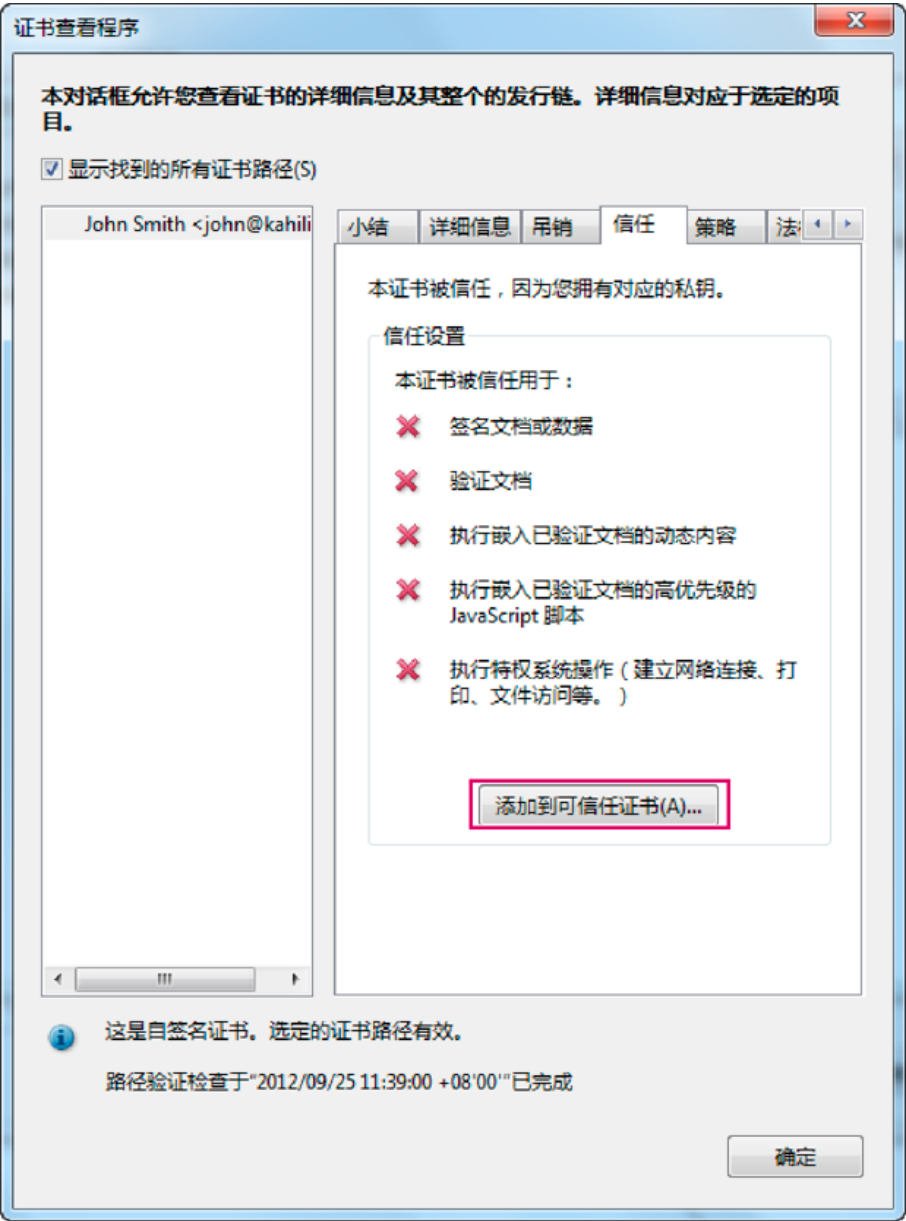 证书查看程序
本对话框允许您查看证书的详细信息及其整个的发行链。详细信息对应于选定的项
目。
显示找到的所有证书路径(S)
John Smith <john@kahili
小结 详细信息 吊销 信任 策略
本证书被信任，因为您拥有对应的私钥。
信任设置
本证书被信任用于：
签名文档或数据
验证文档
执行嵌入已验证文档的动态内容
执行嵌入已验证文档的高优先级的
JavaScript 脚本
执行特权系统操作（建立网络连接、打
印、文件访问等。）
添加到可信任证书(A)...
这是自签名证书。选定的证书路径有效。
路径验证检查于"2012/09/25 11:39:00 +08'00'"已完成
确定